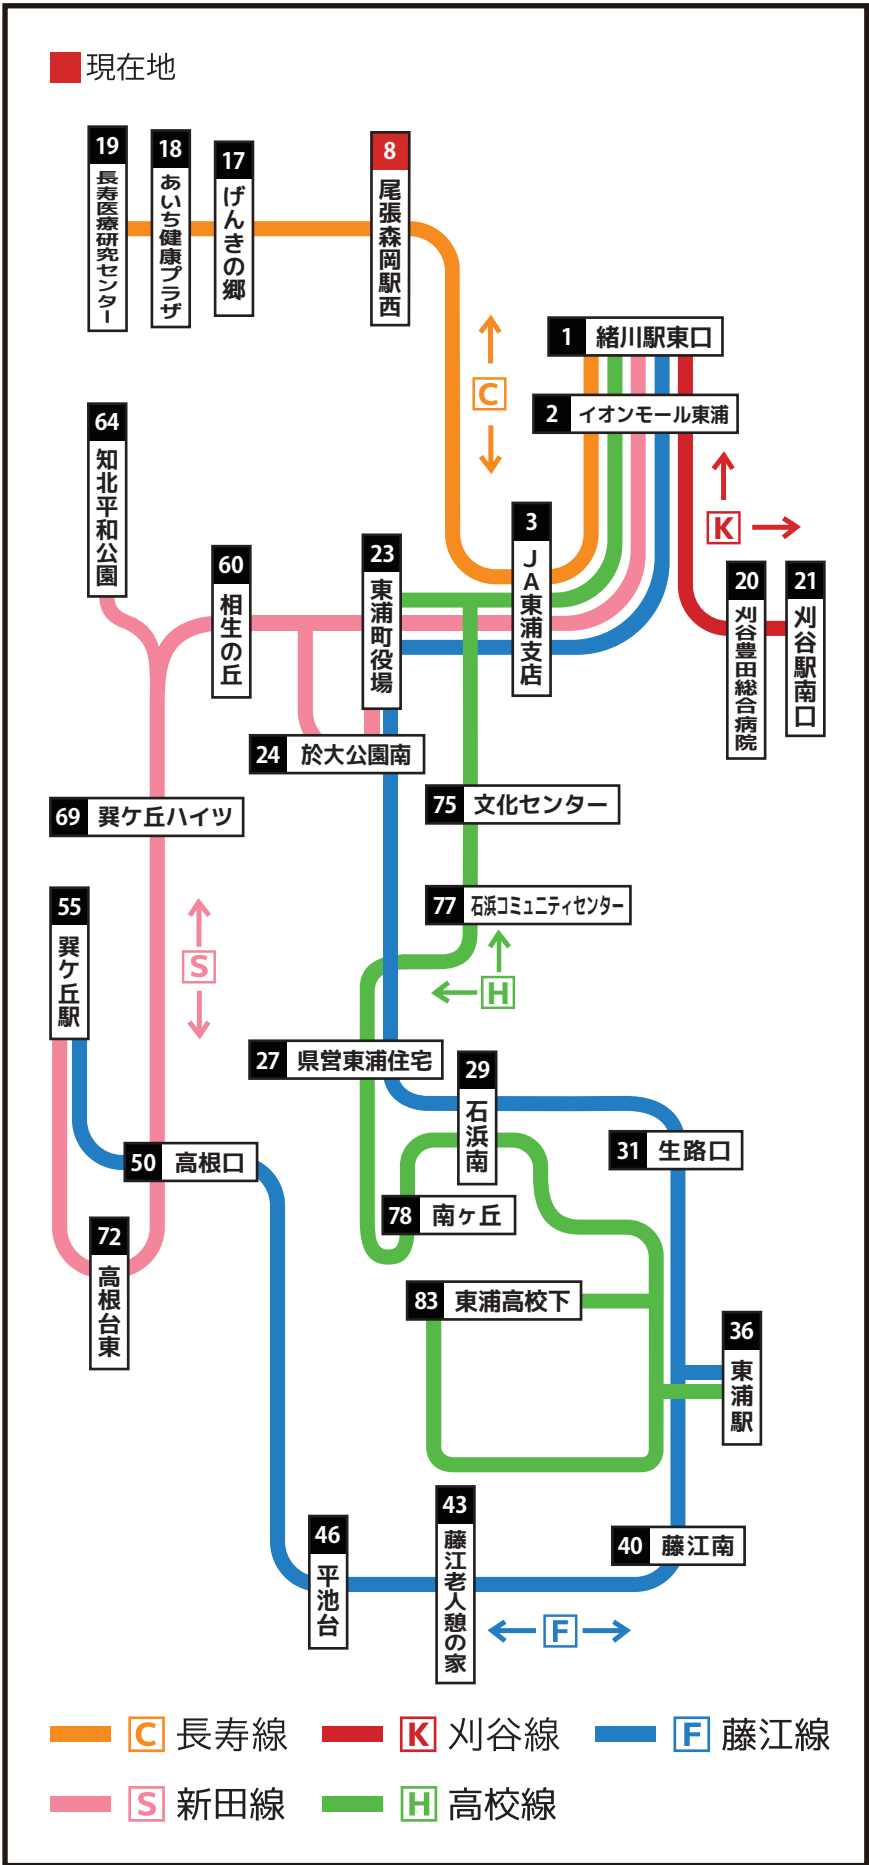 現在地
19 長寿医療研究センター
18 あいち健康プラザ
17 げんきの郷
8 尾張森岡駅西
1 緒川駅東口
2 イオンモール東浦
C
K
64 知北平和公園
60 相生の丘
23 東浦町役場
3 JA東浦支店
20 刈谷豊田総合病院
21 刈谷駅南口
24 於大公園南
69 巽ケ丘ハイツ
75 文化センター
77 石浜コミュニティセンター
55 巽ケ丘駅
S
H
27 県営東浦住宅
29 石浜南
31 生路口
50 高根口
78 南ヶ丘
72 高根台東
83 東浦高校下
36 東浦駅
46 平池台
43 藤江老人憩の家
40 藤江南
F
C 長寿線
K 刈谷線
F 藤江線
S 新田線
H 高校線